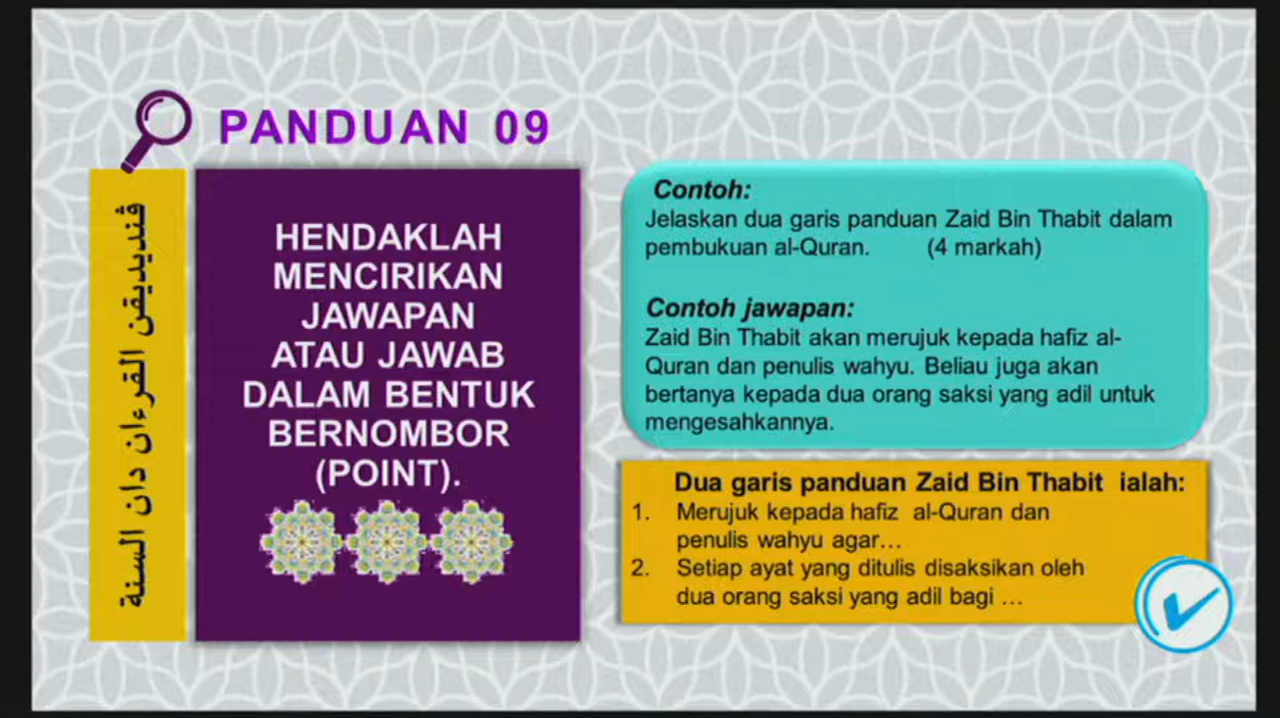 PANDUAN 09
ڤنديديقن القرءان دان السنة
HENDAKLAH
MENCIRIKAN
JAWAPAN
ATAU JAWAB
DALAM BENTUK
BERNOMBOR
(POINT).
Contoh:
Jelaskan dua garis panduan Zaid Bin Thabit dalam
pembukuan al-Quran. (4 markah)
Contoh jawapan:
Zaid Bin Thabit akan merujuk kepada hafiz al-
Quran dan penulis wahyu. Beliau juga akan
bertanya kepada dua orang saksi yang adil untuk
mengesahkannya.
Dua garis panduan Zaid Bin Thabit ialah:
1. Merujuk kepada hafiz al-Quran dan
penulis wahyu agar...
2. Setiap ayat yang ditulis disaksikan oleh
dua orang saksi yang adil bagi ...